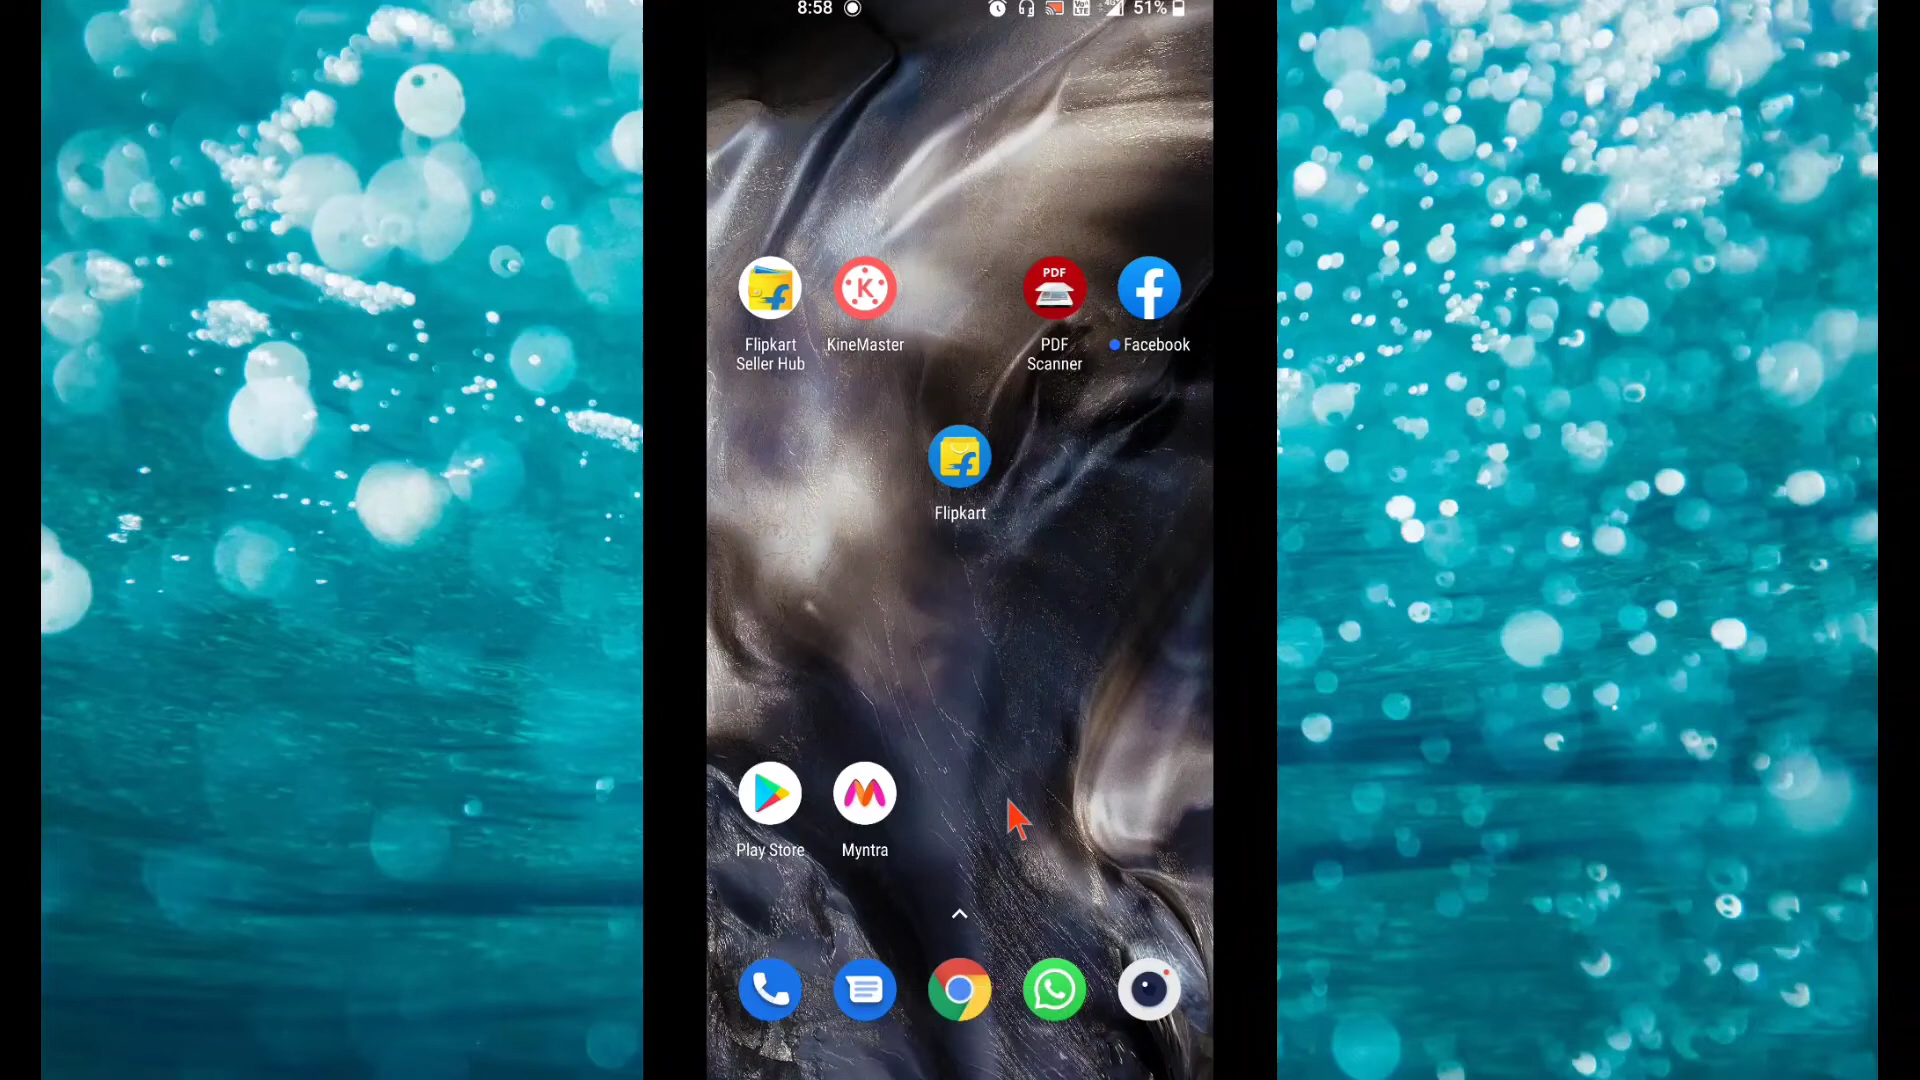 8:58
51%
Flipkart
Seller Hub
KineMaster
PDF
PDF
Scanner
Facebook
Flipkart
Play Store
Myntra